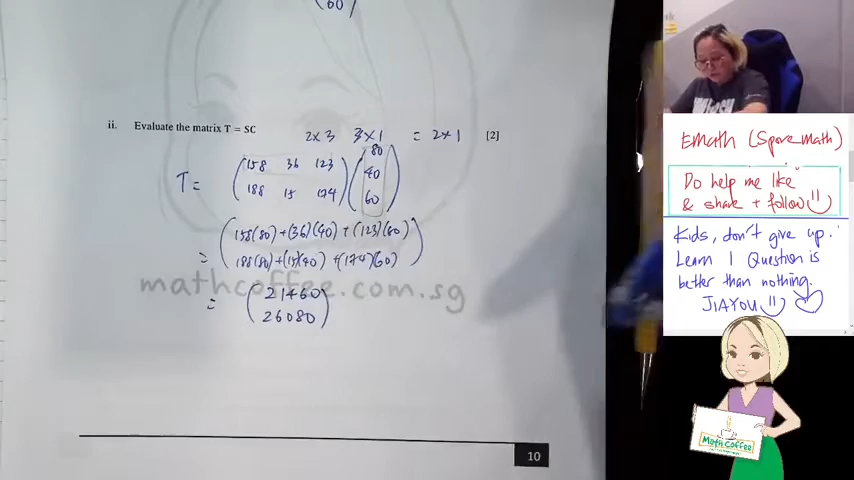 60)
ii. Evaluate the matrix T = SC 2×3 3×1 = 2×1 [2]
T = (158 36 123
188 15 174) (80
40
60)
= (158(80) + (36)(40) + (123)(60)
188(80) + (15)(40) + (174)(60))
mathcoffee.com.sg
= (21460
26080)
10
EMath (Spore math)
Do help me like
& share + follow
Kids, don't give up.
Learn 1 Question is
better than nothing.
JIAYOU
Math Coffee